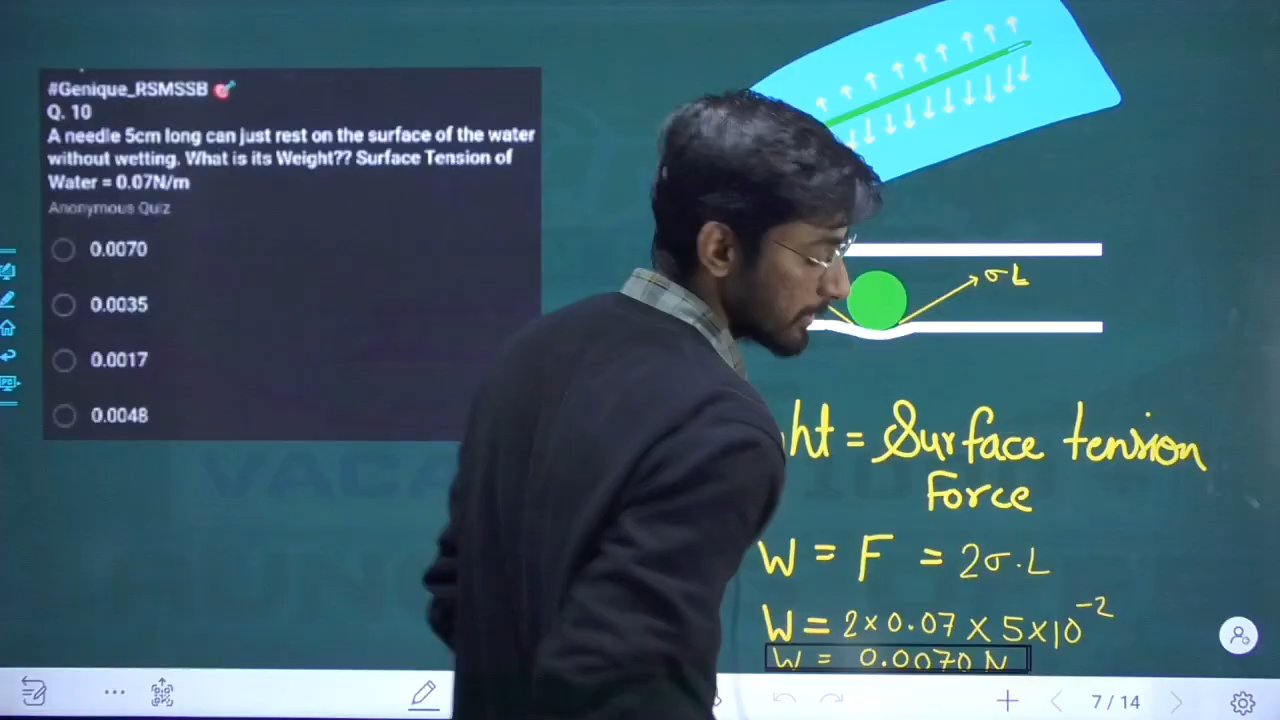 #Genique_RSMSSB
Q. 10
A needle 5cm long can just rest on the surface of the water
without wetting. What is its Weight?? Surface Tension of
Water = 0.07N/m
Anonymous Quiz
0.0070
0.0035
0.0017
0.0048
σL
ht = Surface tension
Force
W = F = 2σ.L
W = 2×0.07×5×10⁻²
W = 0.0070 N
7/14